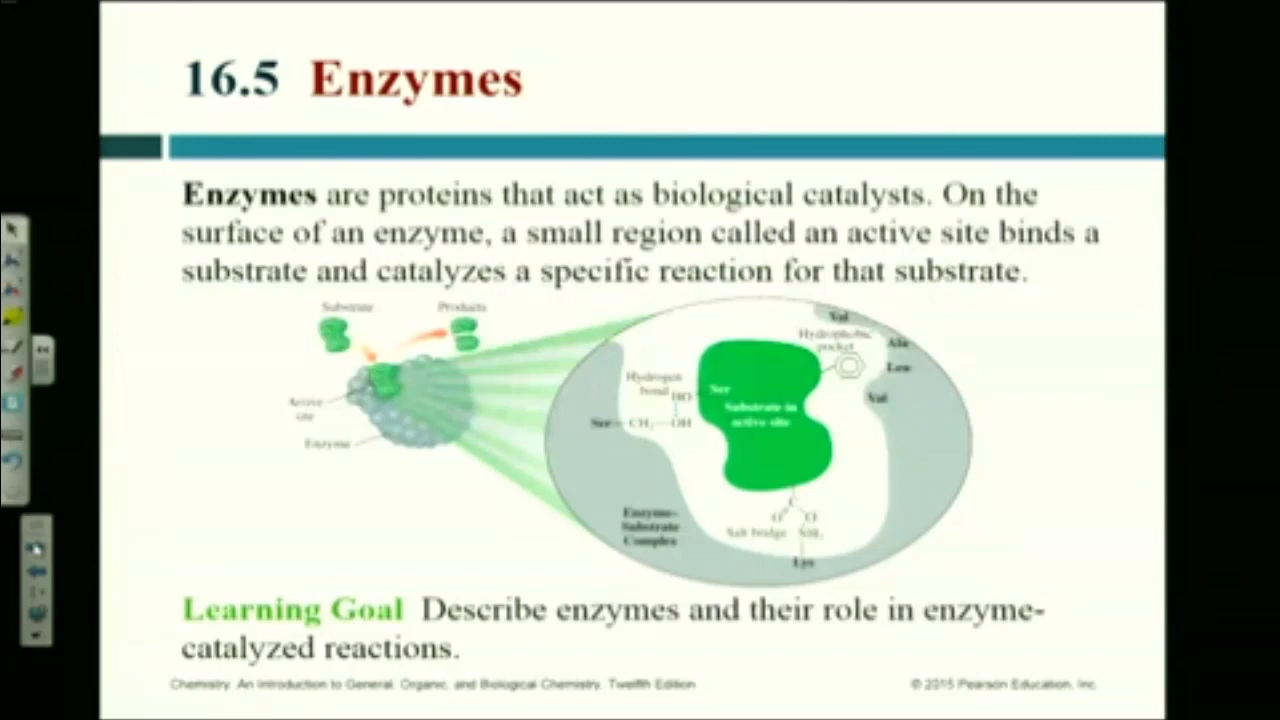 16.5 Enzymes
Enzymes are proteins that act as biological catalysts. On the
surface of an enzyme, a small region called an active site binds a
substrate and catalyzes a specific reaction for that substrate.
Substrate
Products
Active
site
Enzyme
Val
Hydrophobic
pocket
Ala
Leu
Val
Hydrogen
bond
HO
Ser
Ser CH₂ OH
Substrate in
active site
C
O O
Salt bridge NH₃
Lys
Enzyme-
Substrate
Complex
Learning Goal Describe enzymes and their role in enzyme-
catalyzed reactions.
Chemistry: An Introduction to General, Organic, and Biological Chemistry, Twelfth Edition
© 2015 Pearson Education, Inc.